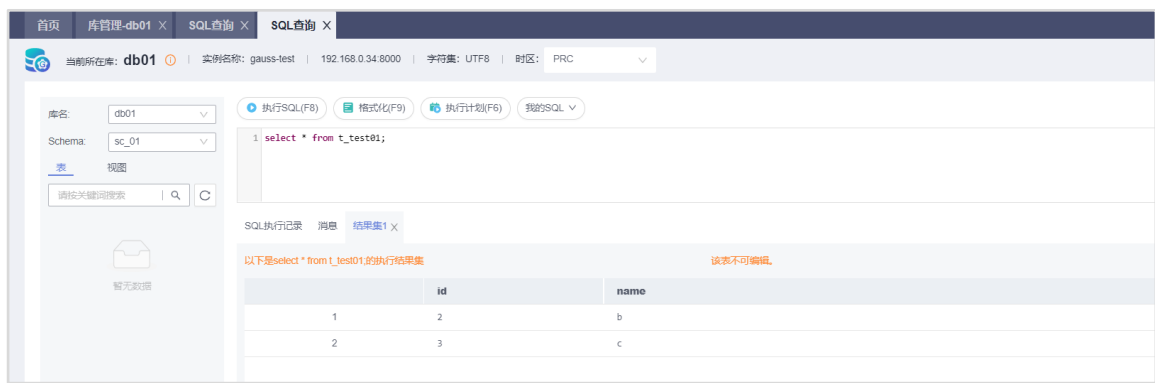 首页 库管理-db01 X SQL查询 X SQL查询 X
当前所在库: db01 实例名称: gauss-test | 192.168.0.34:8000 | 字符集: UTF8 | 时区: PRC
库名: db01
Schema: sc_01
表 视图
请按关键词搜索
暂无数据
执行SQL(F8) 格式化(F9) 执行计划(F6) 我的SQL
1 select * from t_test01;
SQL执行记录 消息 结果集1 X
以下是select * from t_test01;的执行结果集 该表不可编辑。
id name
1 2 b
2 3 c